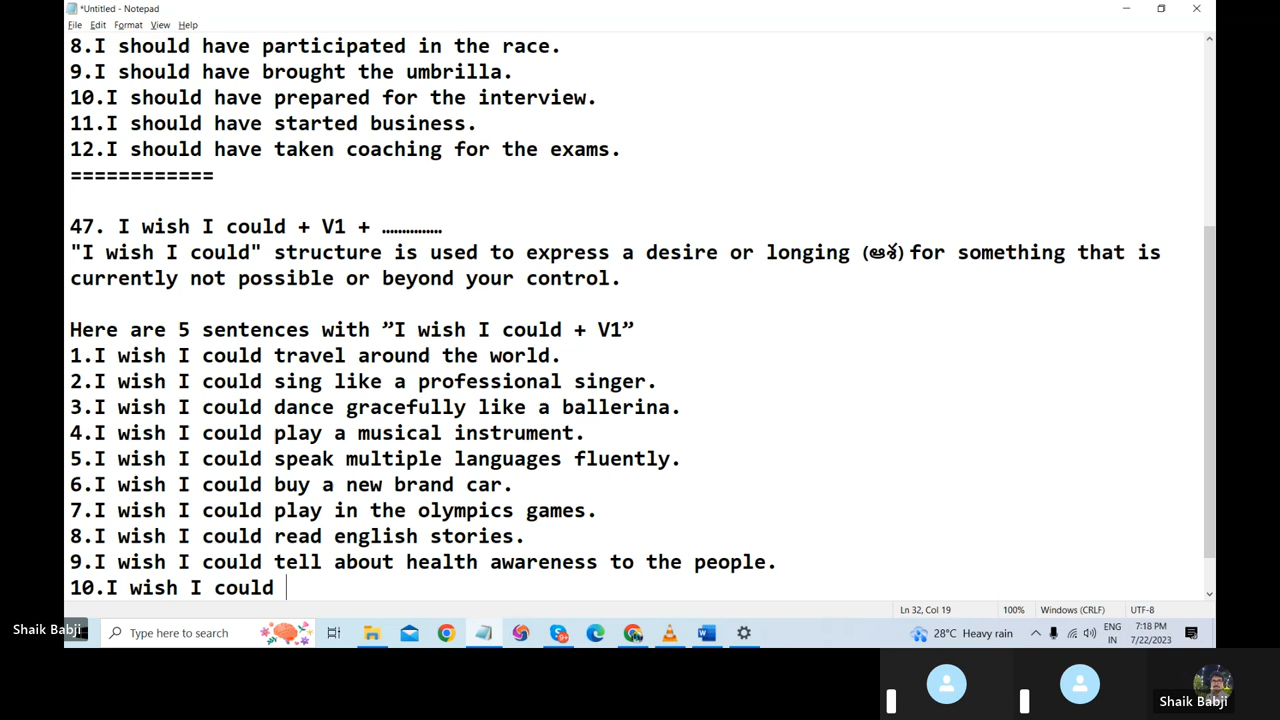 *Untitled - Notepad
File Edit Format View Help
8.I should have participated in the race.
9.I should have brought the umbrilla.
10.I should have prepared for the interview.
11.I should have started business.
12.I should have taken coaching for the exams.
============
47. I wish I could + V1 + ……………
"I wish I could" structure is used to express a desire or longing (ఆశ) for something that is
currently not possible or beyond your control.
Here are 5 sentences with ”I wish I could + V1”
1.I wish I could travel around the world.
2.I wish I could sing like a professional singer.
3.I wish I could dance gracefully like a ballerina.
4.I wish I could play a musical instrument.
5.I wish I could speak multiple languages fluently.
6.I wish I could buy a new brand car.
7.I wish I could play in the olympics games.
8.I wish I could read english stories.
9.I wish I could tell about health awareness to the people.
10.I wish I could
Ln 32, Col 19 100% Windows (CRLF) UTF-8
Shaik Babji
Type here to search
28°C Heavy rain
ENG
IN
7:18 PM
7/22/2023
Shaik Babji